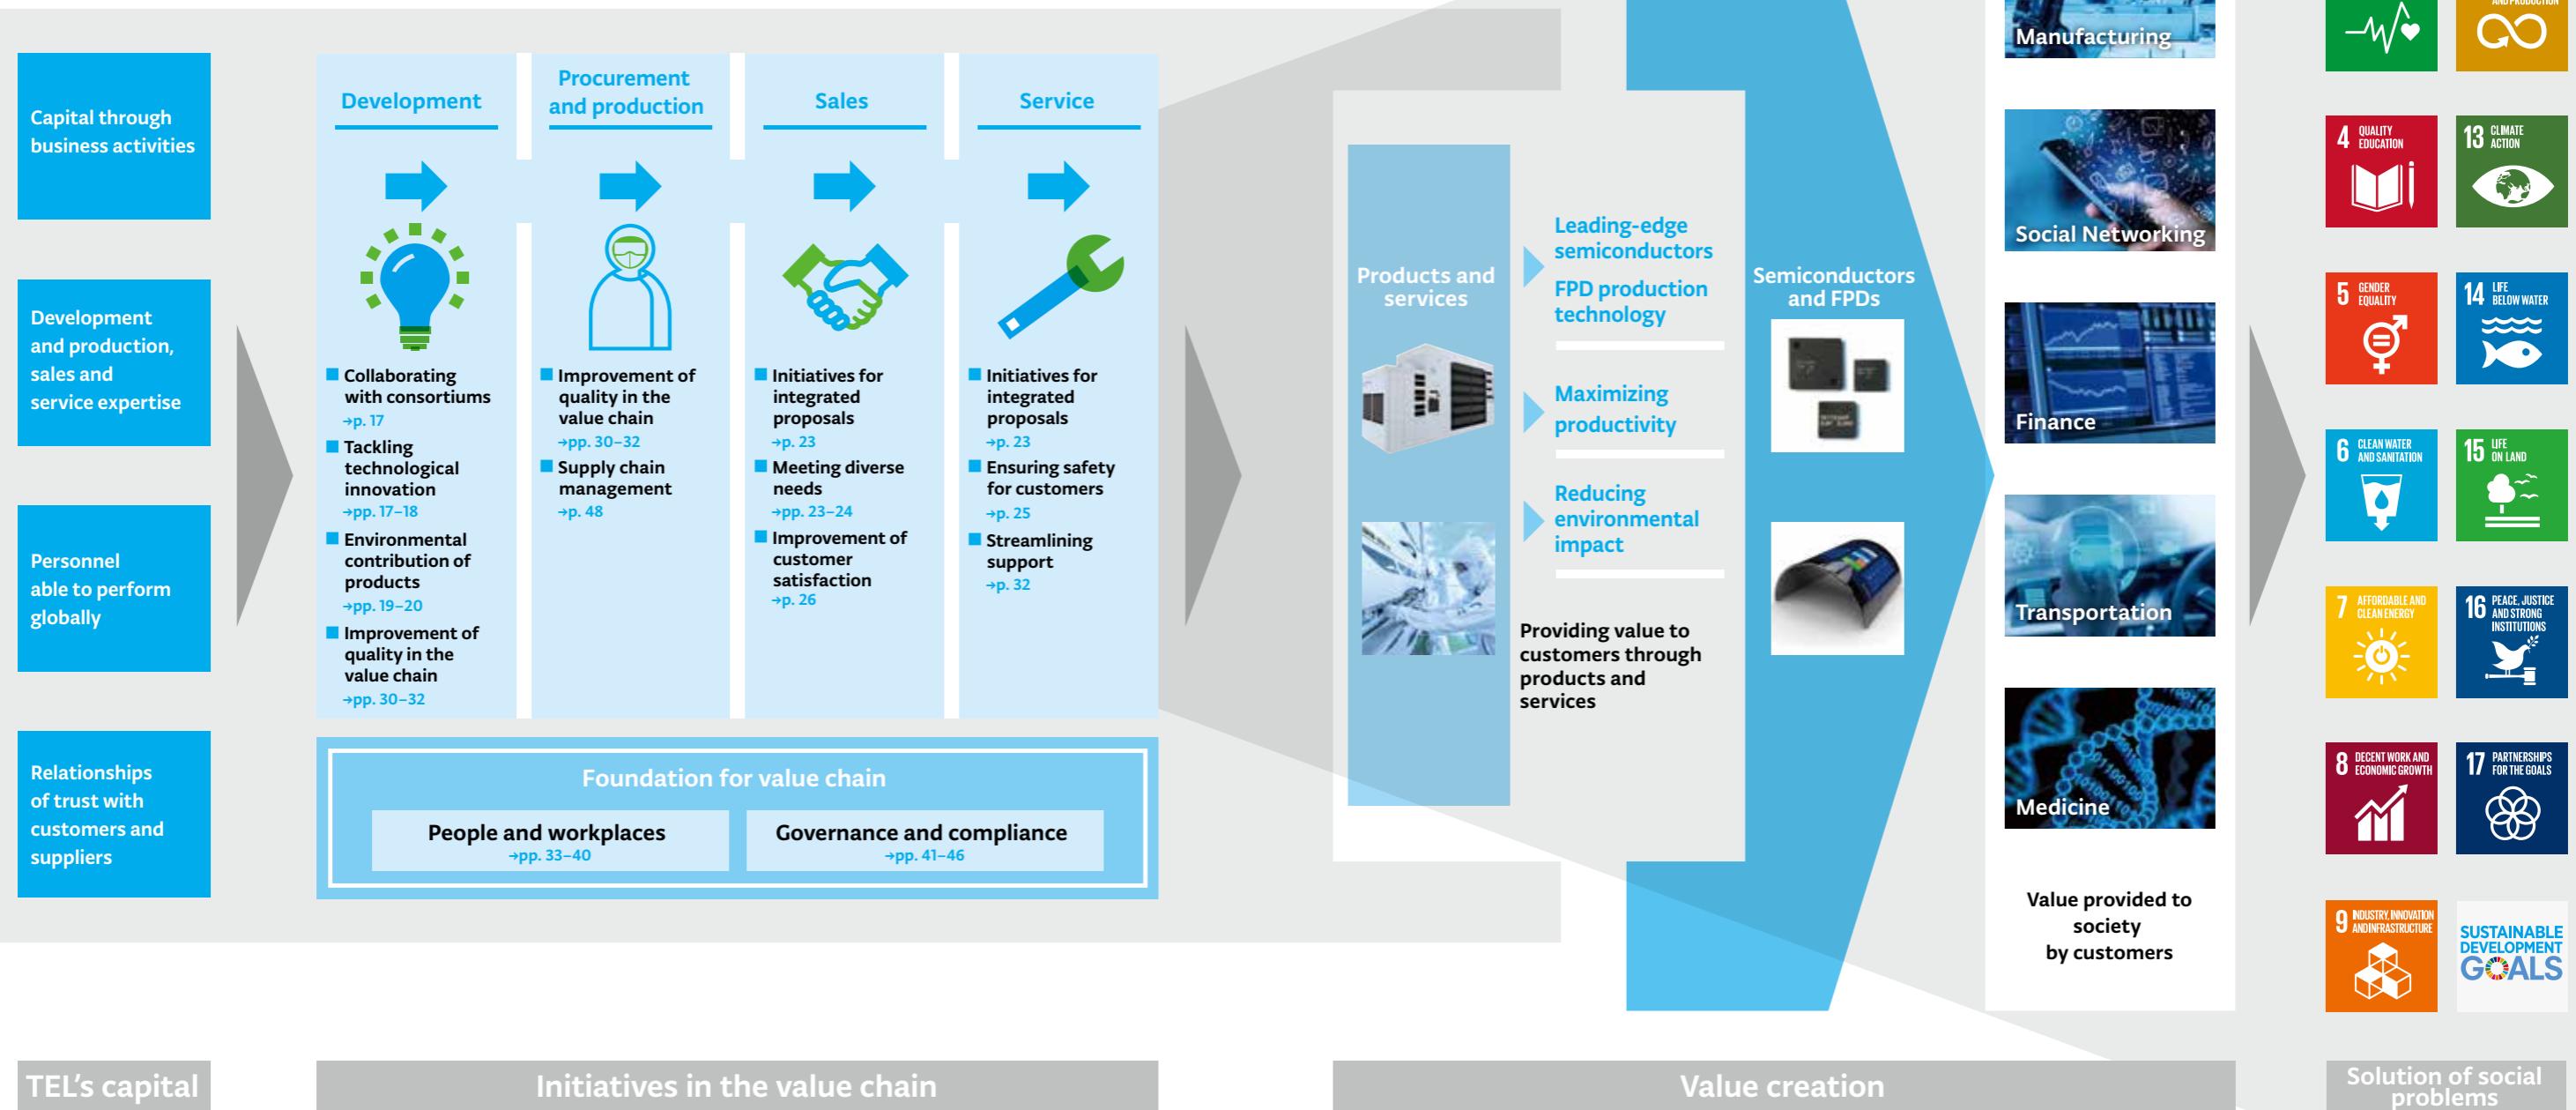 Capital through
business activities
Development
and production,
sales and
service expertise
Personnel
able to perform
globally
Relationships
of trust with
customers and
suppliers
TEL's capital
Development
■ Collaborating
with consortiums
→p. 17
■ Tackling
technological
innovation
→pp. 17–18
■ Environmental
contribution of
products
→pp. 19–20
■ Improvement of
quality in the
value chain
→pp. 30–32
Procurement
and production
■ Improvement of
quality in the
value chain
→pp. 30–32
■ Supply chain
management
→p. 48
Sales
■ Initiatives for
integrated
proposals
→p. 23
■ Meeting diverse
needs
→pp. 23–24
■ Improvement of
customer
satisfaction
→p. 26
Service
■ Initiatives for
integrated
proposals
→p. 23
■ Ensuring safety
for customers
→p. 25
■ Streamlining
support
→p. 32
Foundation for value chain
People and workplaces
→pp. 33–40
Governance and compliance
→pp. 41–46
Initiatives in the value chain
Products and
services
Leading-edge
semiconductors
FPD production
technology
Maximizing
productivity
Reducing
environmental
impact
Providing value to
customers through
products and
services
Semiconductors
and FPDs
Manufacturing
Social Networking
Finance
Transportation
Medicine
Value provided to
society
by customers
Value creation
AND PRODUCTION
4 QUALITY
EDUCATION
13 CLIMATE
ACTION
5 GENDER
EQUALITY
14 LIFE
BELOW WATER
6 CLEAN WATER
AND SANITATION
15 LIFE
ON LAND
7 AFFORDABLE AND
CLEAN ENERGY
16 PEACE, JUSTICE
AND STRONG
INSTITUTIONS
8 DECENT WORK AND
ECONOMIC GROWTH
17 PARTNERSHIPS
FOR THE GOALS
9 INDUSTRY, INNOVATION
AND INFRASTRUCTURE
SUSTAINABLE
DEVELOPMENT
GOALS
Solution of social
problems